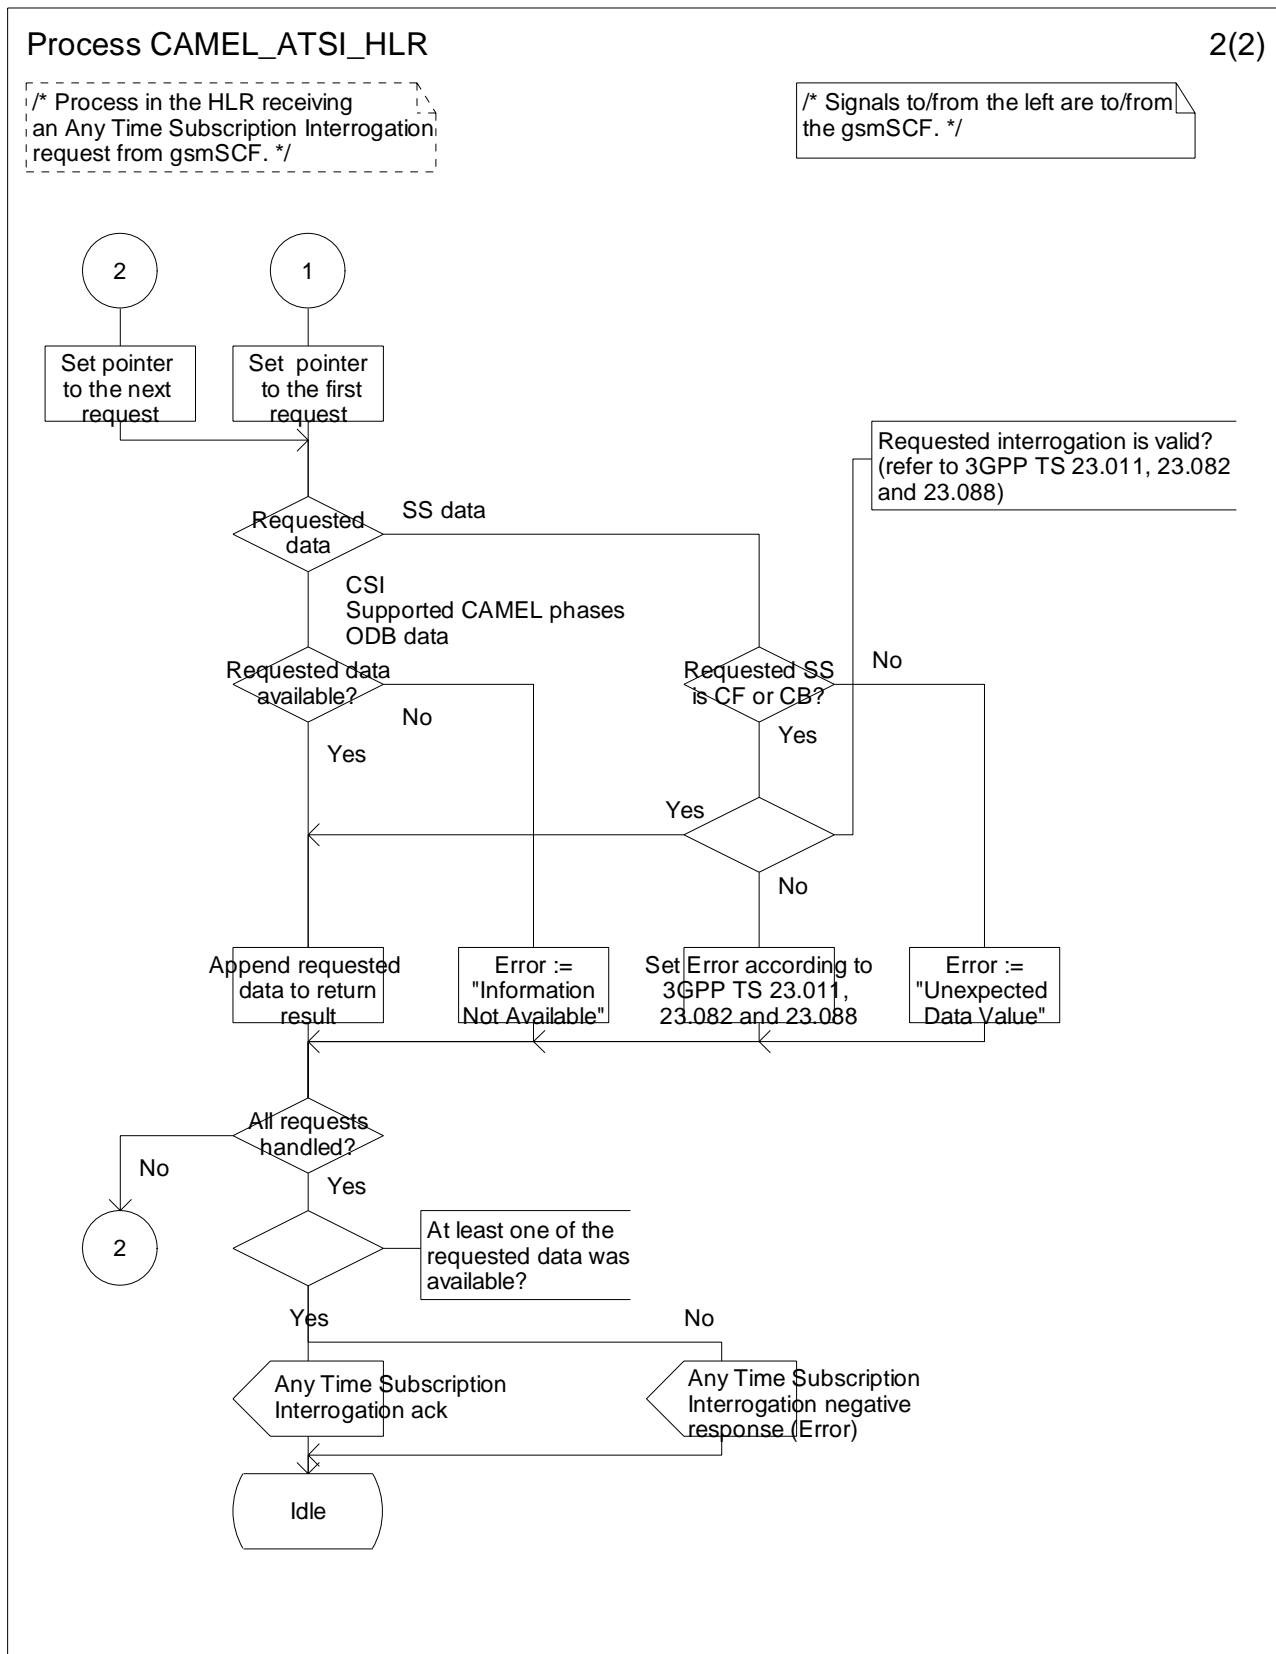 Process CAMEL_ATSI_HLR
2(2)
/* Process in the HLR receiving
an Any Time Subscription Interrogation
request from gsmSCF. */
/* Signals to/from the left are to/from
the gsmSCF. */
2
1
Set pointer
to the next
request
Set pointer
to the first
request
Requested interrogation is valid?
(refer to 3GPP TS 23.011, 23.082
and 23.088)
Requested
data
SS data
CSI
Supported CAMEL phases
ODB data
Requested data
available?
No
Yes
Requested SS
is CF or CB?
No
Yes
Yes
No
Append requested
data to return
result
Error :=
"Information
Not Available"
Set Error according to
3GPP TS 23.011,
23.082 and 23.088
Error :=
"Unexpected
Data Value"
All requests
handled?
No
Yes
2
At least one of the
requested data was
available?
Yes
No
Any Time Subscription
Interrogation ack
Any Time Subscription
Interrogation negative
response (Error)
Idle